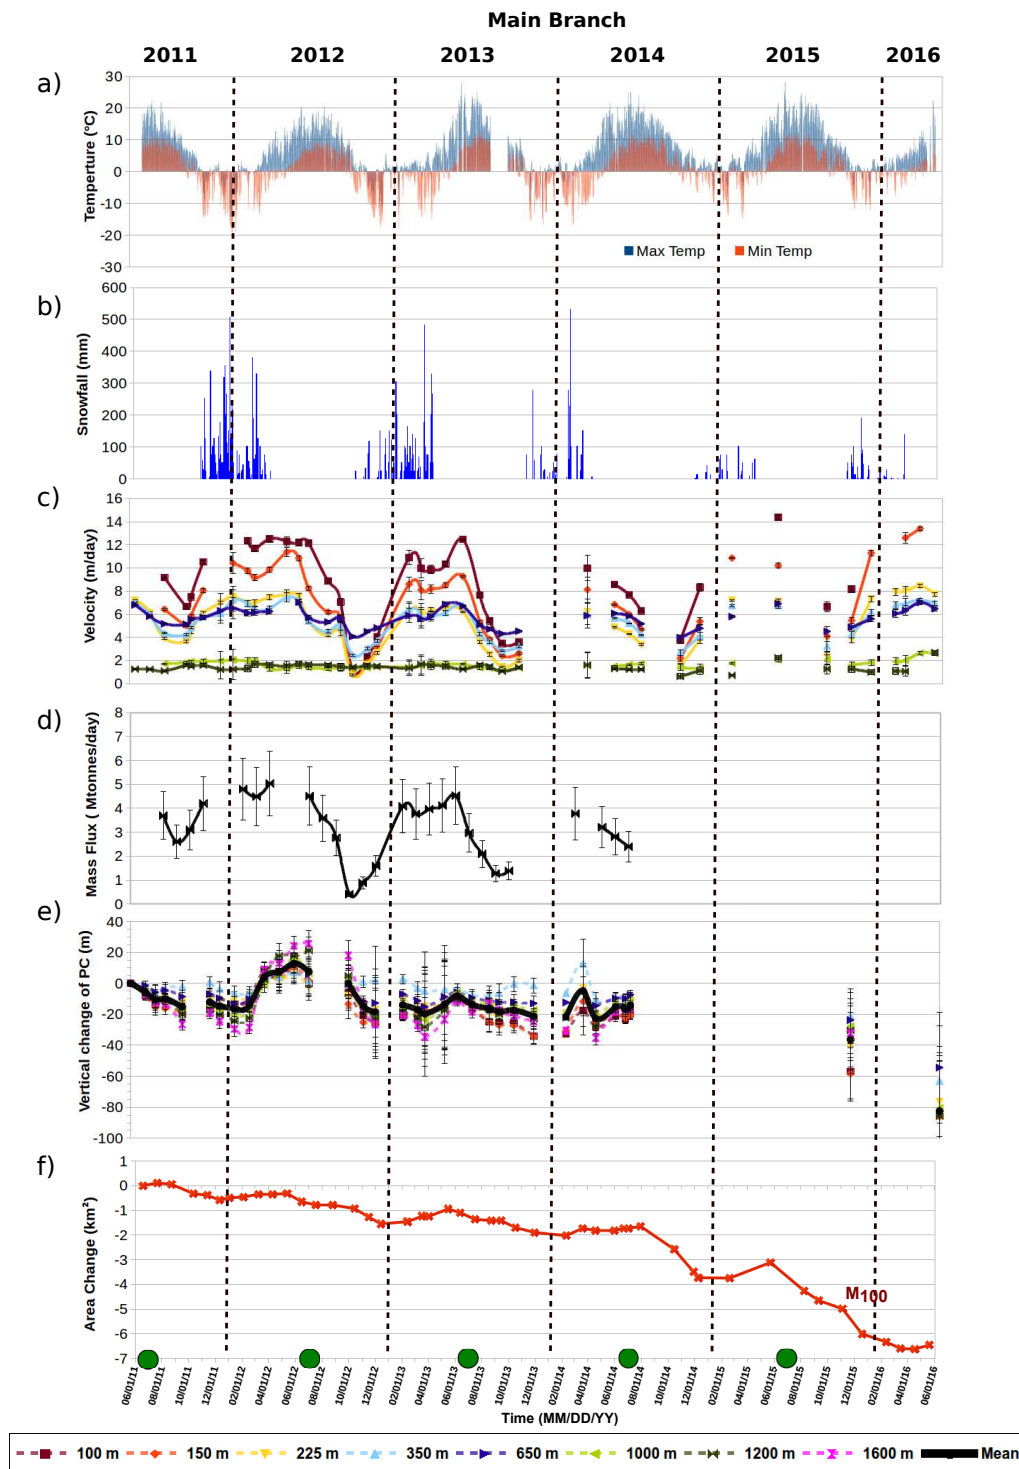 Main Branch
2011 2012 2013 2014 2015 2016
a)
Temperture (°C)
30
20
10
0
-10
-20
-30
Max Temp Min Temp
b)
Snowfall (mm)
600
500
400
300
200
100
0
c)
Velocity (m/day)
16
14
12
10
8
6
4
2
0
d)
Mass Flux ( Mtonnes/day)
8
7
6
5
4
3
2
1
0
e)
Vertical change of PC (m)
40
20
0
-20
-40
-60
-80
-100
f)
Area Change (km²)
1
0
-1
-2
-3
-4
-5
-6
-7
M100
06/01/11 08/01/11 10/01/11 12/01/11 02/01/12 04/01/12 06/01/12 08/01/12 10/01/12 12/01/12 02/01/13 04/01/13 06/01/13 08/01/13 10/01/13 12/01/13 02/01/14 04/01/14 06/01/14 08/01/14 10/01/14 12/01/14 02/01/15 04/01/15 06/01/15 08/01/15 10/01/15 12/01/15 02/01/16 04/01/16 06/01/16
Time (MM/DD/YY)
100 m 150 m 225 m 350 m 650 m 1000 m 1200 m 1600 m Mean